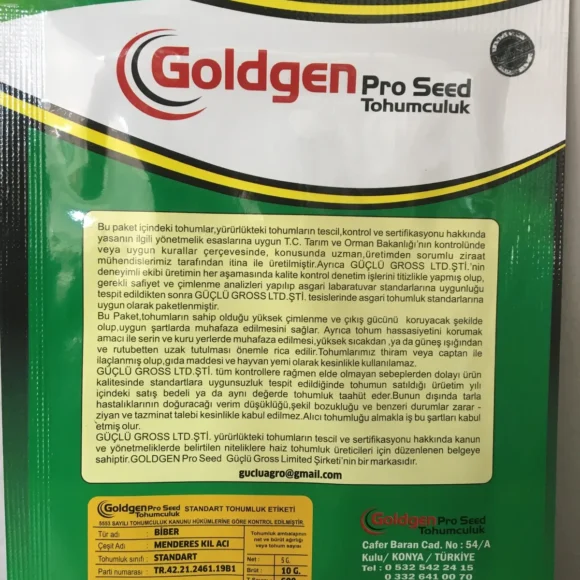 Goldgen Pro Seed
Tohumculuk
Bu paket içindeki tohumlar,yürürlükteki tohumların tescil,kontrol ve sertifikasyonu hakkında
yasanın ilgili yönetmelik esaslarına uygun T.C. Tarım ve Orman Bakanlığı'nın kontrolünde
veya uygun kurallar çerçevesinde, konusunda uzman,üretimden sorumlu ziraat
mühendislerimiz tarafından itina ile üretilmiştir.Ayrıca GÜÇLÜ GROSS LTD.ŞTİ.'nin
deneyimli ekibi üretimin her aşamasında kalite kontrol denetim işlerini titizlikle yapmış olup,
gerekli safiyet ve çimlenme analizleri yapılıp asgari labaratuvar standarlarına uygunluğu
tespit edildikten sonra GÜÇLÜ GROSS LTD.ŞTİ. tesislerinde asgari tohumluk standarlarına
uygun olarak paketlenmiştir.
Bu Paket,tohumların sahip olduğu yüksek çimlenme ve çıkış gücünü koruyacak şekilde
olup,uygun şartlarda muhafaza edilmesini sağlar. Ayrıca tohum hassasiyetini korumak
amacı ile serin ve kuru yerlerde muhafaza edilmesi,yüksek sıcakdan ,ya da güneş ışığından
ve rutubetten uzak tutulması önemle rica edilir.Tohumlarımız thiram veya captan ile
ilaçlanmış olup,gıda maddesi ve hayvan yemi olarak kesinlikle kullanılamaz.
GÜÇLÜ GROSS LTD.ŞTİ. tüm kontrollere rağmen elde olmayan sebeplerden dolayı ürün
kalitesinde standartlara uygunsuzluk tespit edildiğinde tohumun satıldığı üruetim yılı
içindeki satış bedeli ya da aynı değerde tohumluk taahüt eder.Bunun dışında tarla
hastalıklarının doğuracağı verim düşüklüğü,şekil bozukluğu ve benzeri durumlar zarar -
ziyan ve tazminat talebi kesinlikle kabul edilmez.Alıcı tohumluğu almakla iş bu şartları kabul
etmiş olur.
GÜÇLÜ GROSS LTD.ŞTİ. yürürlükteki tohumların tescil ve sertifikasyonu hakkında kanun
ve yönetmeliklerde belirtilen niteliklere haiz tohumluk üreticileri için düzenlenen belgeye
sahiptir.GOLDGEN Pro Seed Güçlü Gross Limited Şirketi'nin bir markasıdır.
gucluagro@gmail.com
Goldgen Pro Seed Tohumculuk STANDART TOHUMLUK ETİKETİ
5553 SAYILI TOHUMCULUK KANUNU HÜKÜMLERİNE GÖRE KONTROL EDİLMİŞTİR.
Tür adı : BİBER
Çeşit Adı : MENDERES KIL ACI
Tohumluk sınıfı : STANDART
Parti numarası : TR.42.21.2461.19B1
Tohumluk ambalajının
net ve bürüt ağırlığı
veya tohum sayısı
Net : 5 G.
Brüt : 10 G.
Goldgen Pro Seed
Tohumculuk
Cafer Baran Cad. No : 54/A
Kulu/ KONYA / TÜRKİYE
Tel : 0 532 542 24 15
0 332 641 00 70